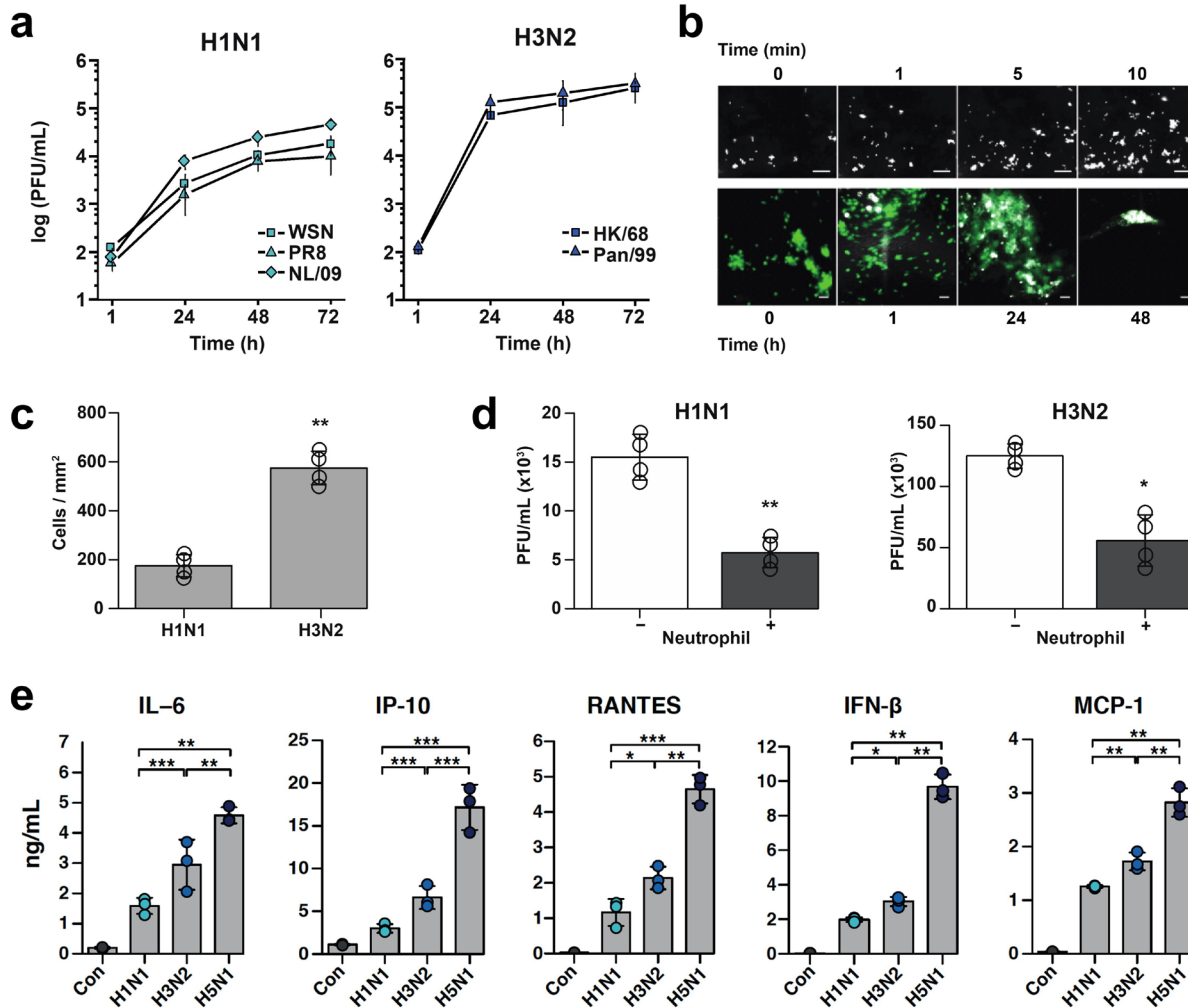 a
H1N1
log (PFU/mL)
6
5
4
3
2
1
1 24 48 72
Time (h)
WSN
PR8
NL/09
H3N2
6
5
4
3
2
1
1 24 48 72
Time (h)
HK/68
Pan/99
b
Time (min)
0 1 5 10
0 1 24 48
Time (h)
c
Cells / mm²
800
600
400
200
0
**
H1N1 H3N2
d
H1N1
PFU/mL (x10³)
20
15
10
5
0
**
– +
Neutrophil
H3N2
PFU/mL (x10³)
150
100
50
0
*
– +
Neutrophil
e
ng/mL
IL–6
7
6
5
4
3
2
1
0
**
*** **
Con H1N1 H3N2 H5N1
IP-10
25
20
15
10
5
0
***
*** ***
Con H1N1 H3N2 H5N1
RANTES
6
5
4
3
2
1
0
***
* **
Con H1N1 H3N2 H5N1
IFN-β
12
10
8
6
4
2
0
**
* **
Con H1N1 H3N2 H5N1
MCP-1
4
3
2
1
0
**
** **
Con H1N1 H3N2 H5N1